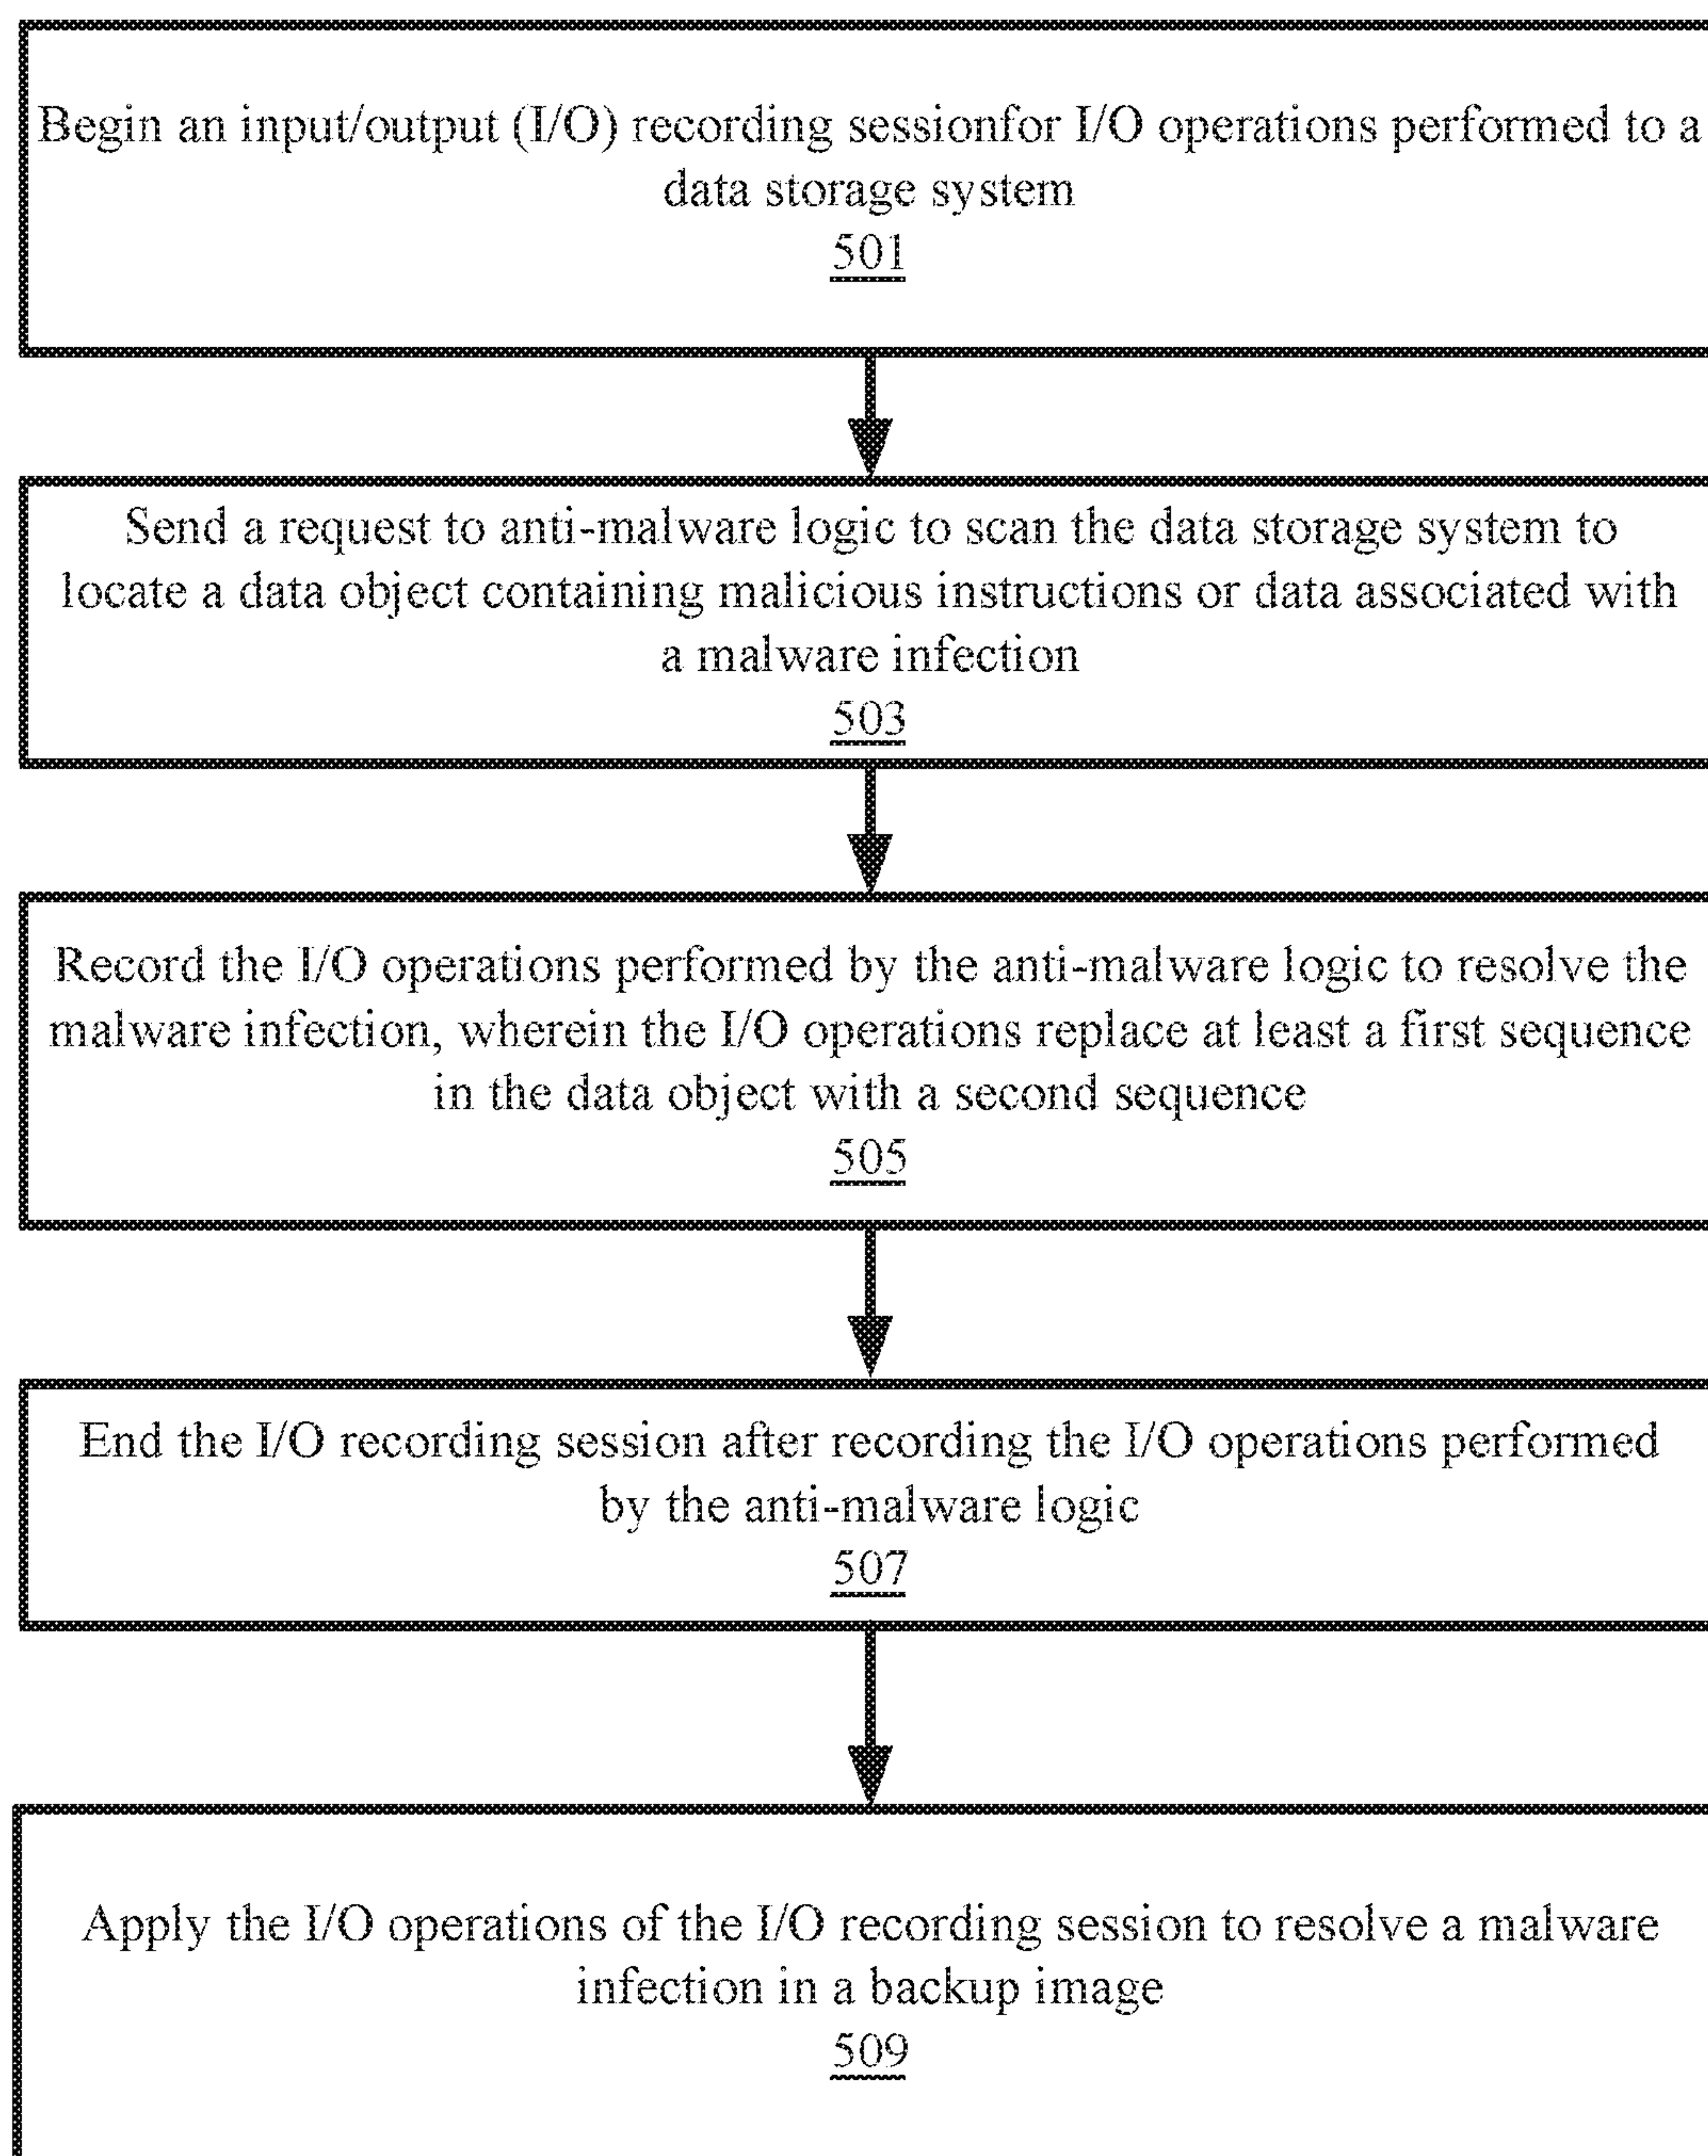 Begin an input/output (I/O) recording sessionfor I/O operations performed to a
data storage system
501
Send a request to anti-malware logic to scan the data storage system to
locate a data object containing malicious instructions or data associated with
a malware infection
503
Record the I/O operations performed by the anti-malware logic to resolve the
malware infection, wherein the I/O operations replace at least a first sequence
in the data object with a second sequence
505
End the I/O recording session after recording the I/O operations performed
by the anti-malware logic
507
Apply the I/O operations of the I/O recording session to resolve a malware
infection in a backup image
509